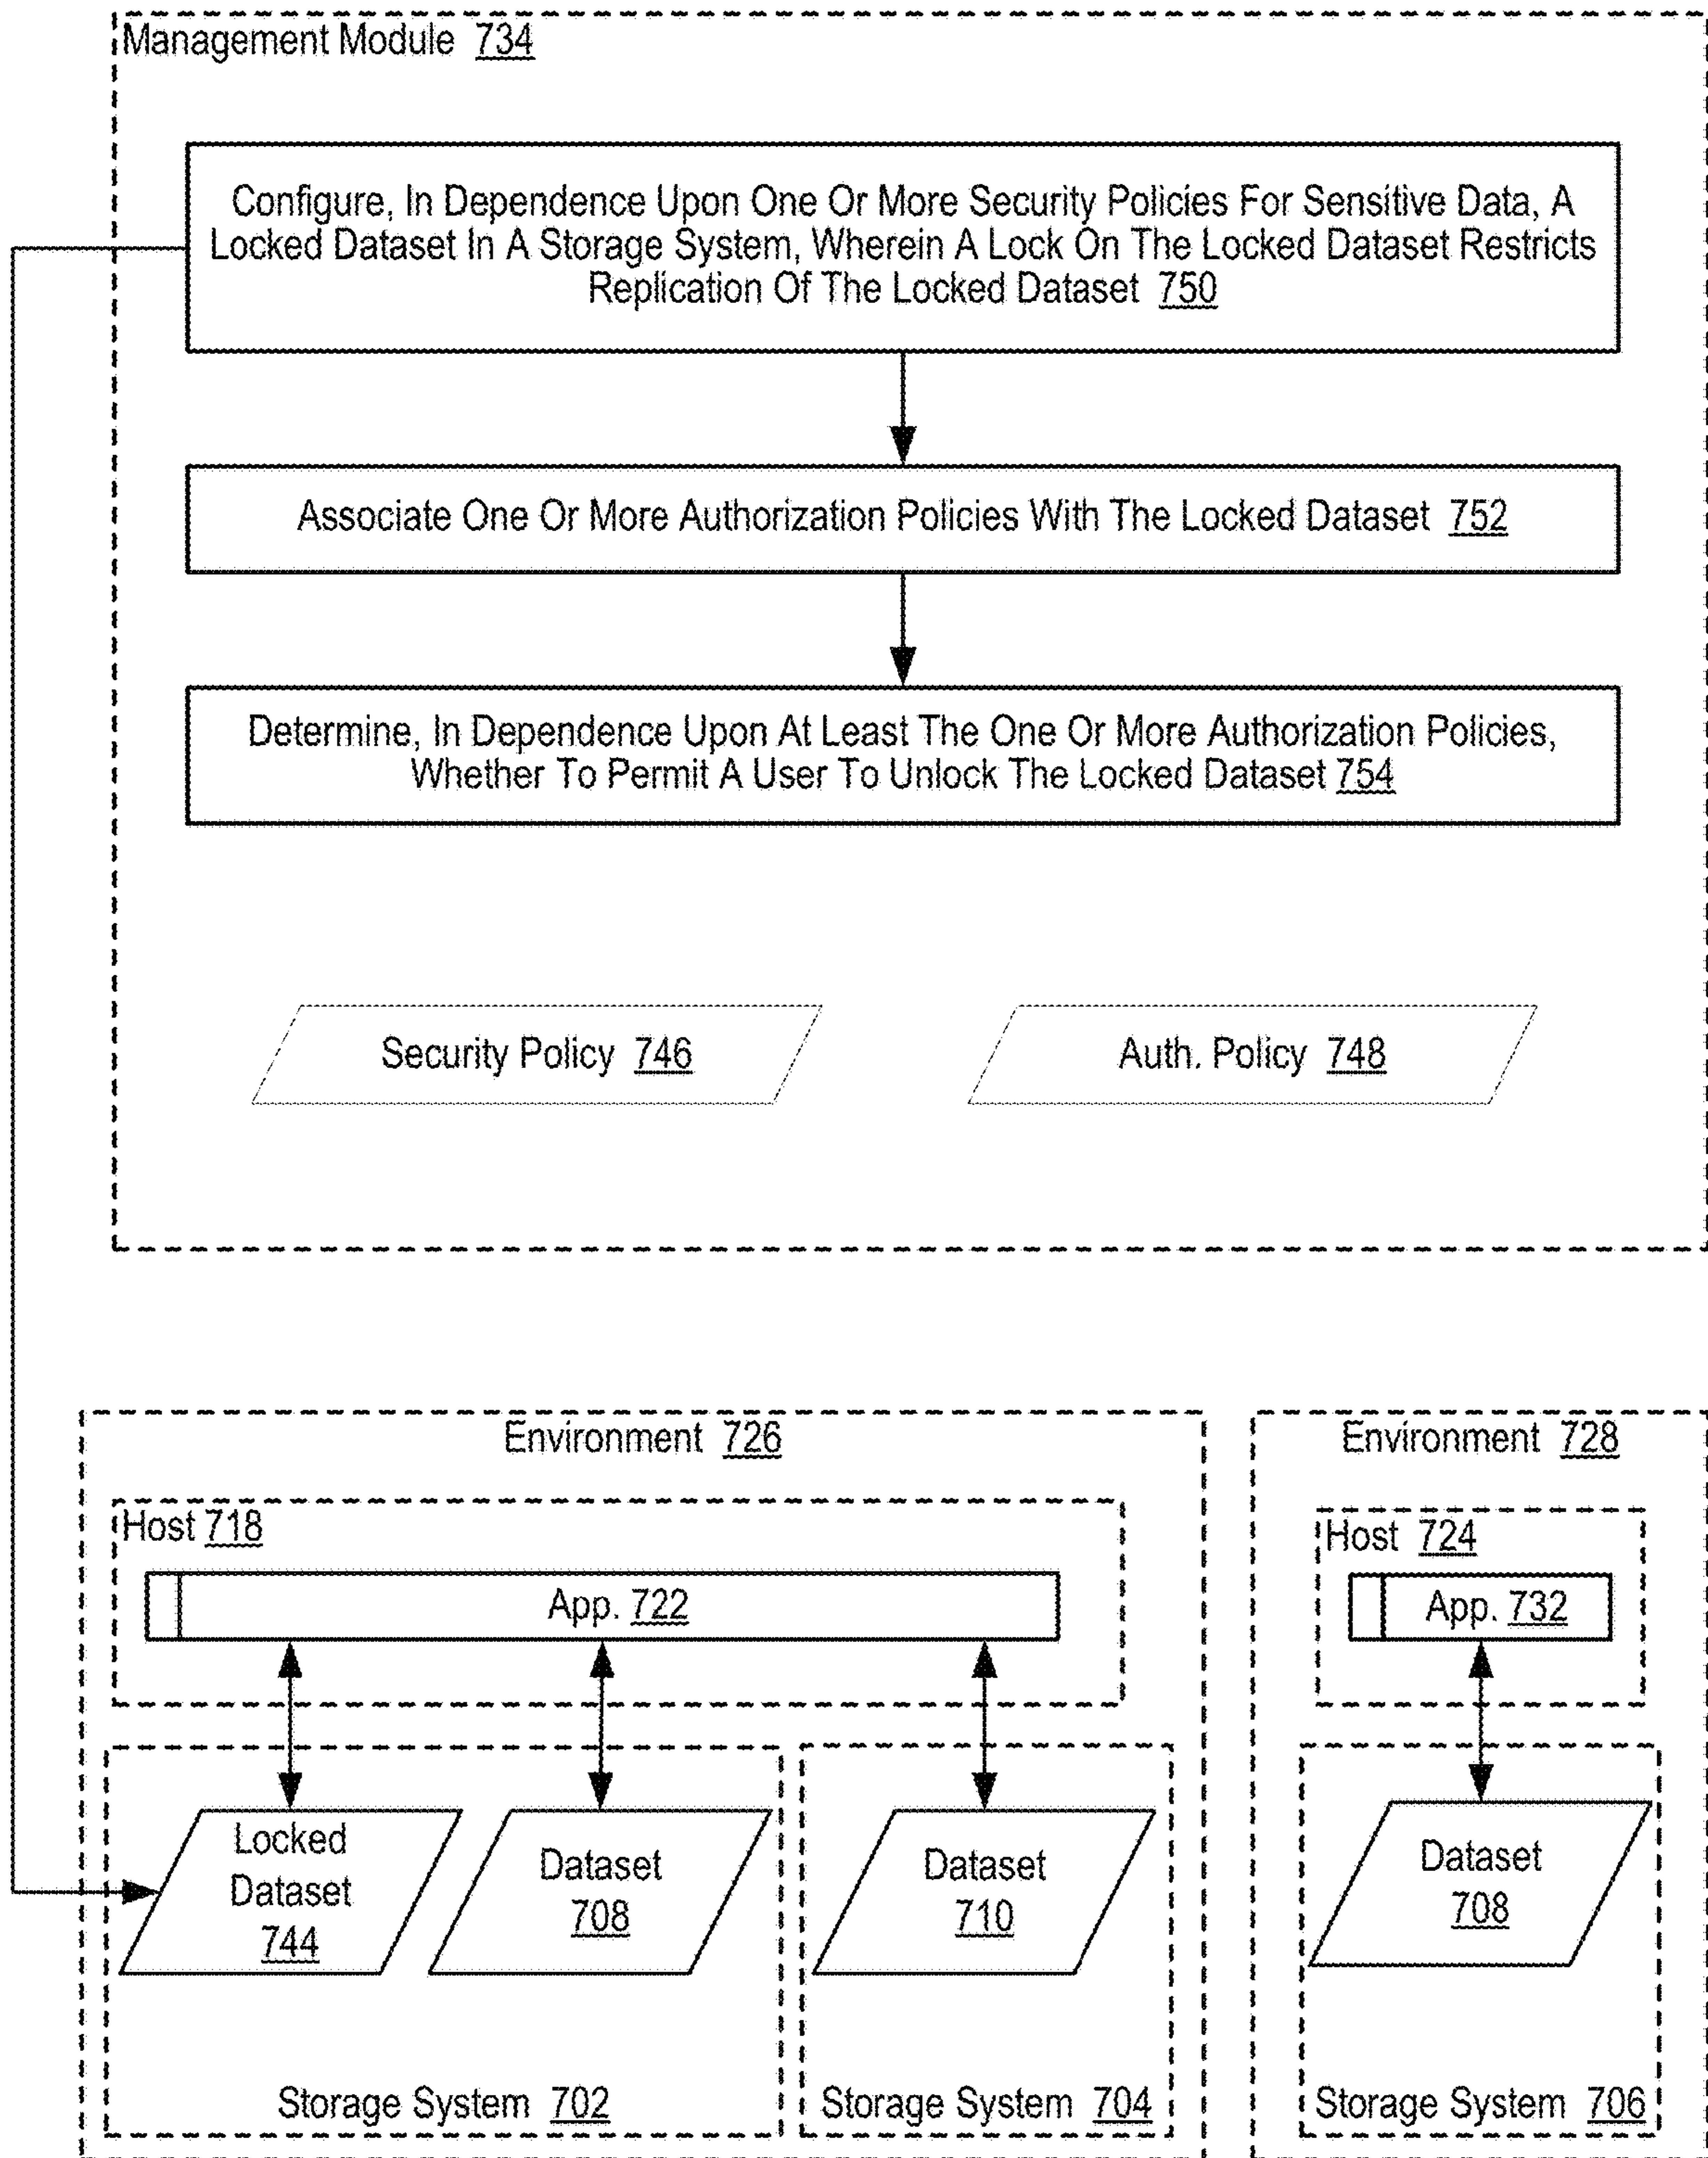 Management Module 734
Configure, In Dependence Upon One Or More Security Policies For Sensitive Data, A
Locked Dataset In A Storage System, Wherein A Lock On The Locked Dataset Restricts
Replication Of The Locked Dataset 750
Associate One Or More Authorization Policies With The Locked Dataset 752
Determine, In Dependence Upon At Least The One Or More Authorization Policies,
Whether To Permit A User To Unlock The Locked Dataset 754
Security Policy 746
Auth. Policy 748
Environment 726
Host 718
App. 722
Locked
Dataset
744
Dataset
708
Dataset
710
Storage System 702
Storage System 704
Environment 728
Host 724
App. 732
Dataset
708
Storage System 706